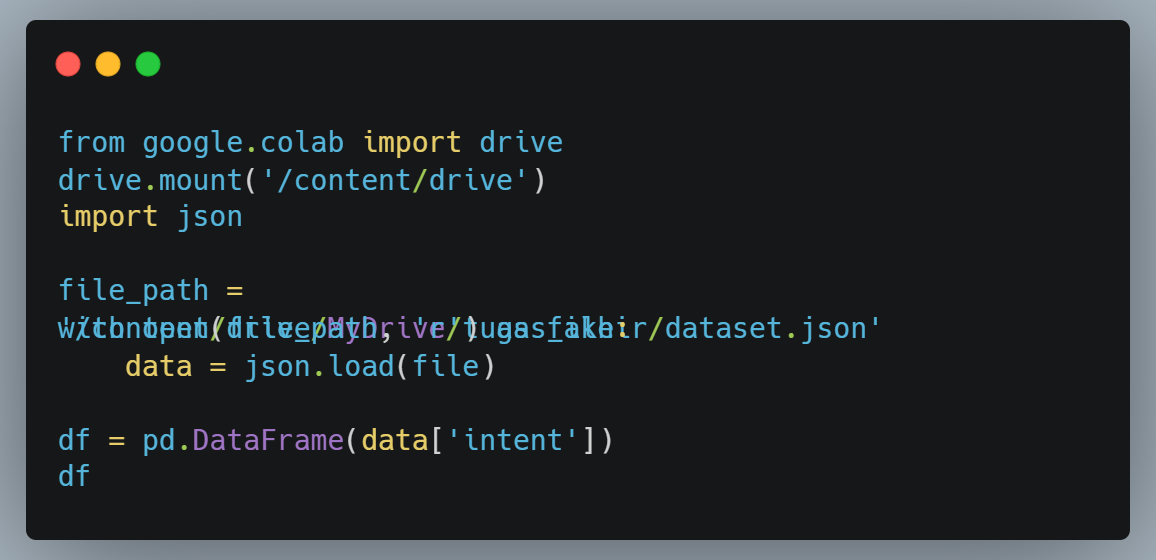 from google.colab import drive
drive.mount('/content/drive')
import json
file_path =
'/content/drive/MyDrive/tugas_akhir/dataset.json'
with open(file_path, 'r') as file:
    data = json.load(file)
df = pd.DataFrame(data['intent'])
df